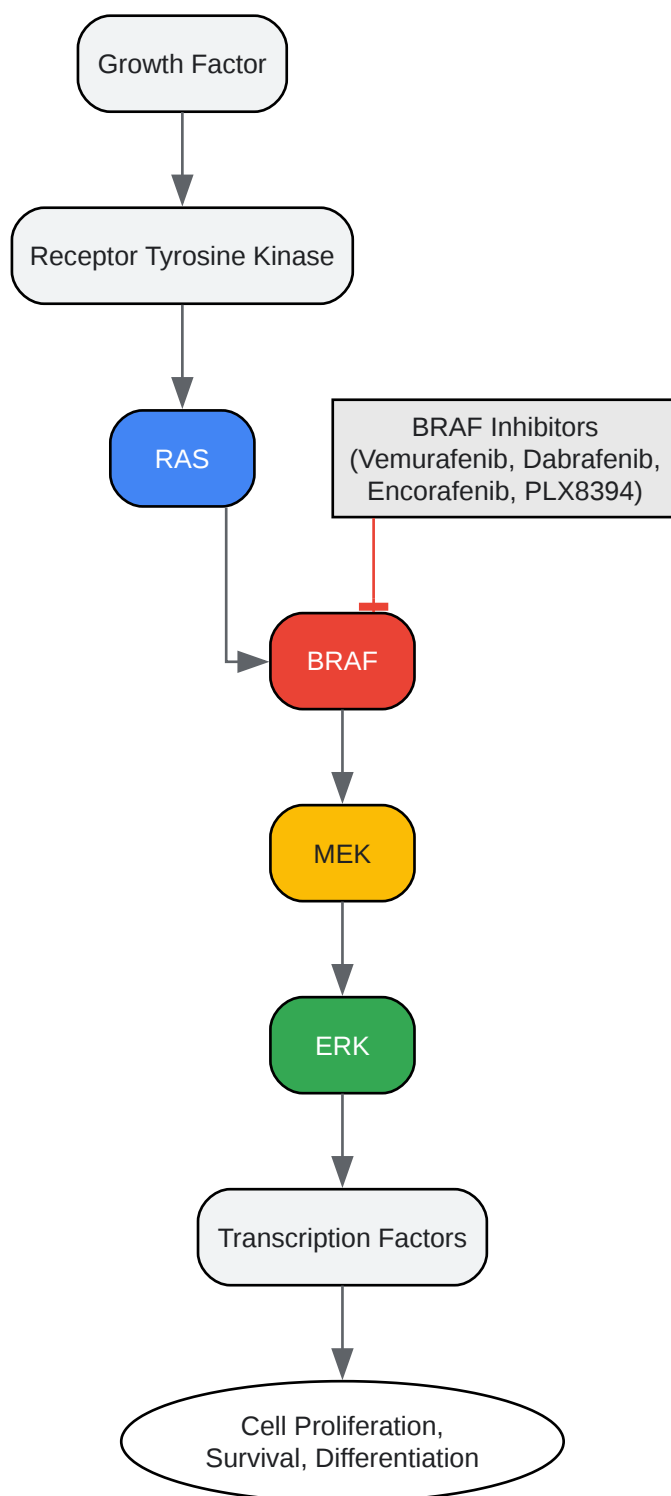 Growth Factor
Receptor Tyrosine Kinase
RAS
BRAF Inhibitors
(Vemurafenib, Dabrafenib,
Encorafenib, PLX8394)
BRAF
MEK
ERK
Transcription Factors
Cell Proliferation,
Survival, Differentiation